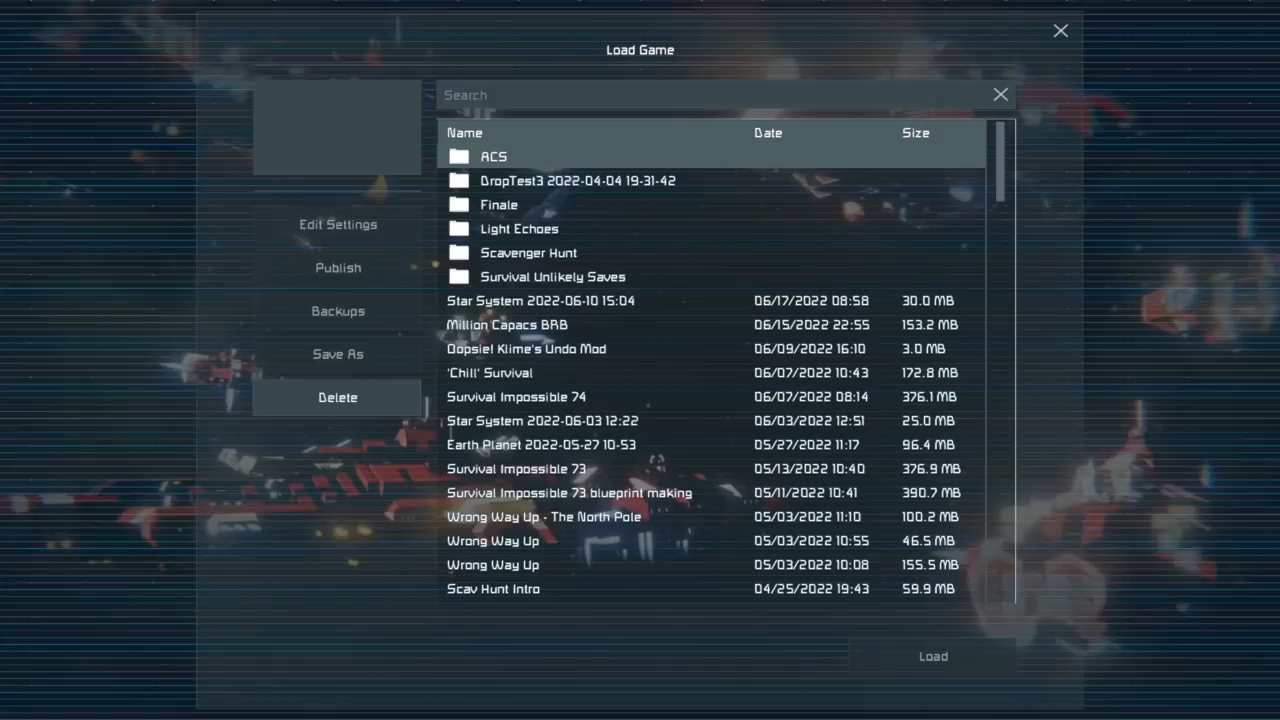 Load Game
Search
Name Date Size
ACS
DropTest3 2022-04-04 19-31-42
Finale
Light Echoes
Scavenger Hunt
Survival Unlikely Saves
Star System 2022-06-10 15:04 06/17/2022 08:58 30.0 MB
Million Capacs BRB 06/15/2022 22:55 153.2 MB
Oopsie! Klime's Undo Mod 06/09/2022 16:10 3.0 MB
'Chill' Survival 06/07/2022 10:43 172.8 MB
Survival Impossible 74 06/07/2022 08:14 376.1 MB
Star System 2022-06-03 12:22 06/03/2022 12:51 25.0 MB
Earth Planet 2022-05-27 10-53 05/27/2022 11:17 96.4 MB
Survival Impossible 73 05/13/2022 10:40 376.9 MB
Survival Impossible 73 blueprint making 05/11/2022 10:41 390.7 MB
Wrong Way Up - The North Pole 05/03/2022 11:10 100.2 MB
Wrong Way Up 05/03/2022 10:55 46.5 MB
Wrong Way Up 05/03/2022 10:08 155.5 MB
Scav Hunt Intro 04/25/2022 19:43 59.9 MB
Edit Settings
Publish
Backups
Save As
Delete
Load